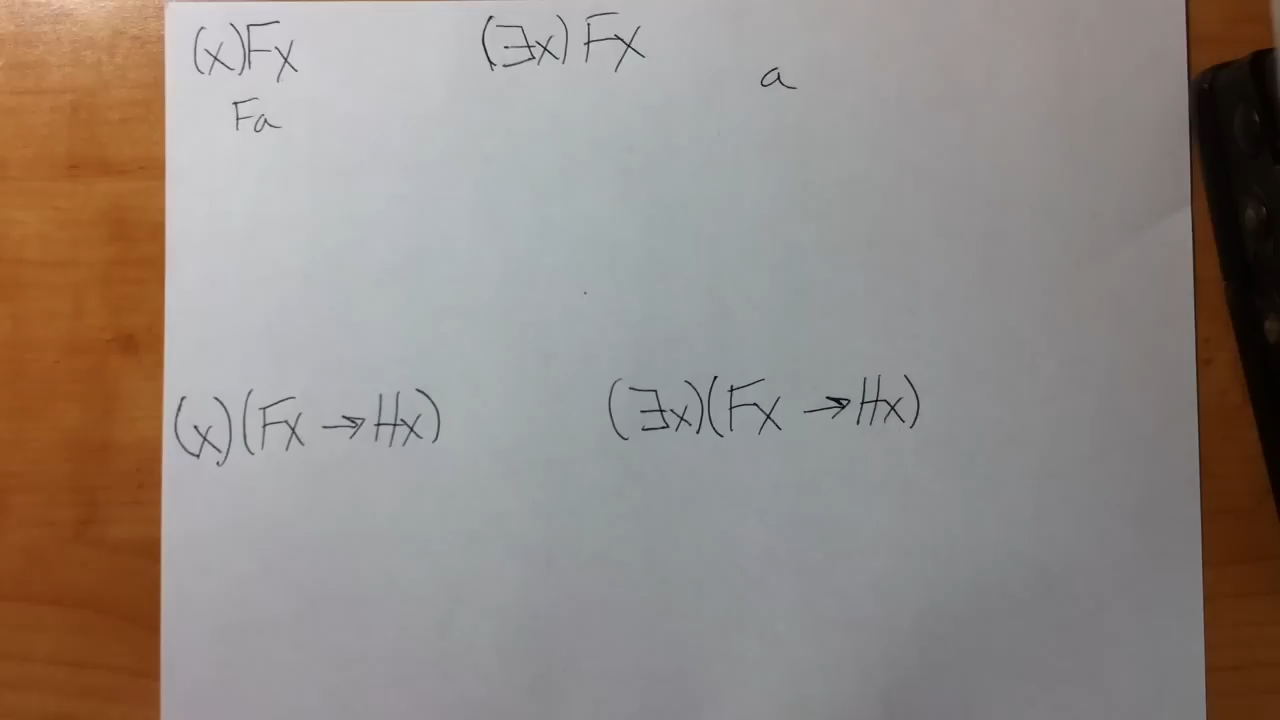 (x)Fx (∃x)Fx
a
Fa
(x)(Fx → Hx) (∃x)(Fx → Hx)